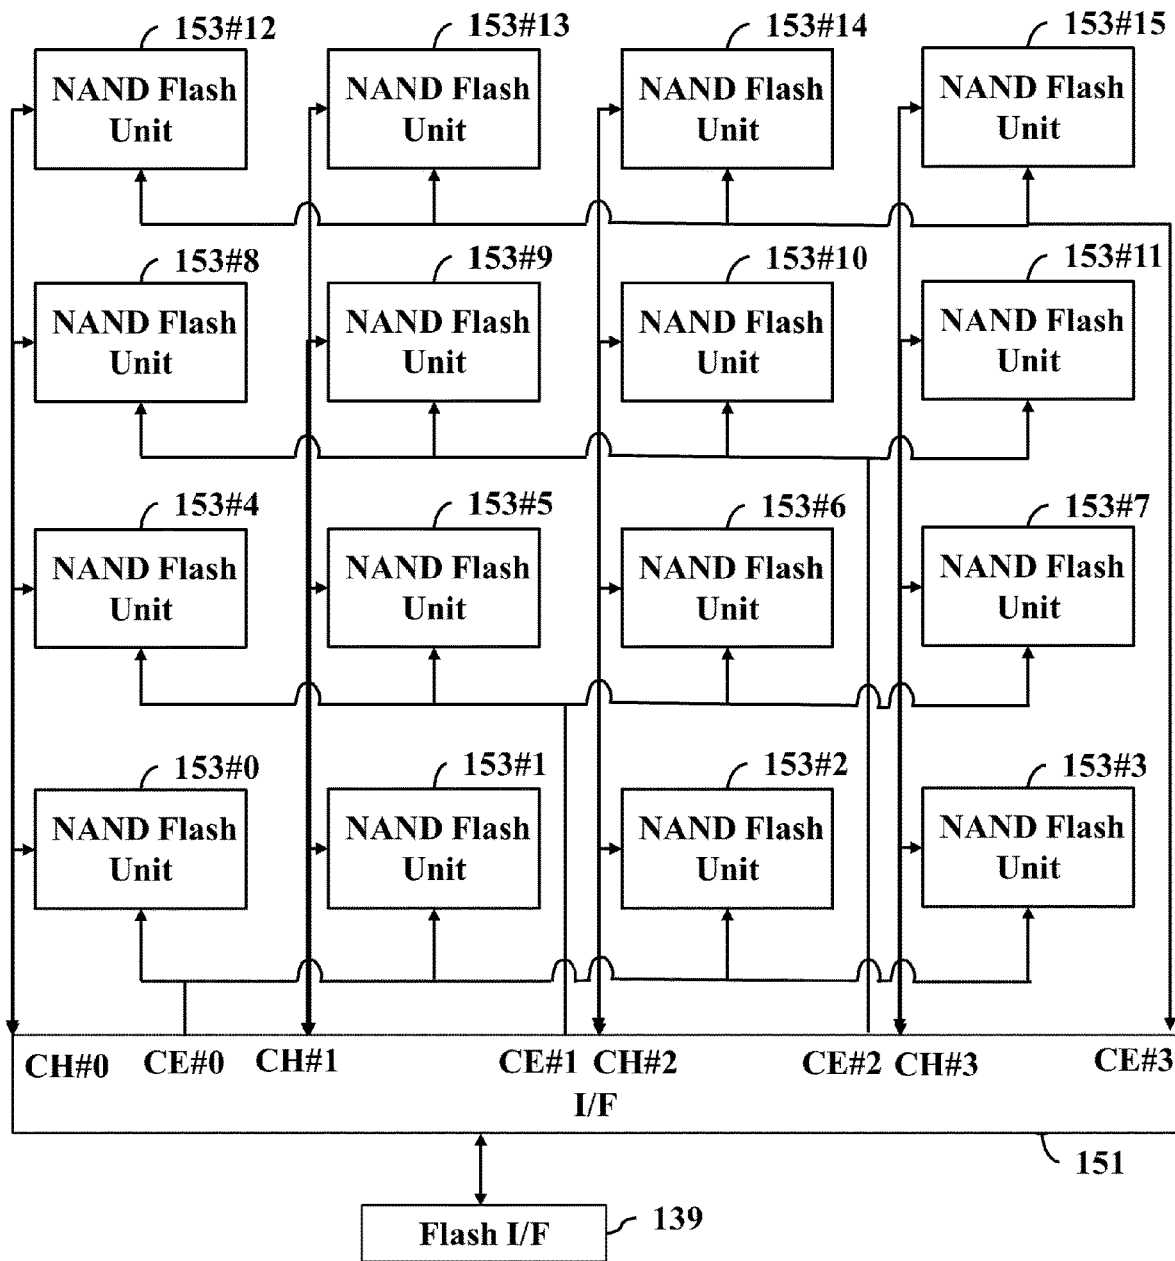 153#12
153#13
153#14
153#15
NAND Flash
Unit
NAND Flash
Unit
NAND Flash
Unit
NAND Flash
Unit
153#8
153#9
153#10
153#11
NAND Flash
Unit
NAND Flash
Unit
NAND Flash
Unit
NAND Flash
Unit
153#4
153#5
153#6
153#7
NAND Flash
Unit
NAND Flash
Unit
NAND Flash
Unit
NAND Flash
Unit
153#0
153#1
153#2
153#3
NAND Flash
Unit
NAND Flash
Unit
NAND Flash
Unit
NAND Flash
Unit
CH#0
CE#0
CH#1
CE#1
CH#2
CE#2
CH#3
CE#3
I/F
151
Flash I/F
139